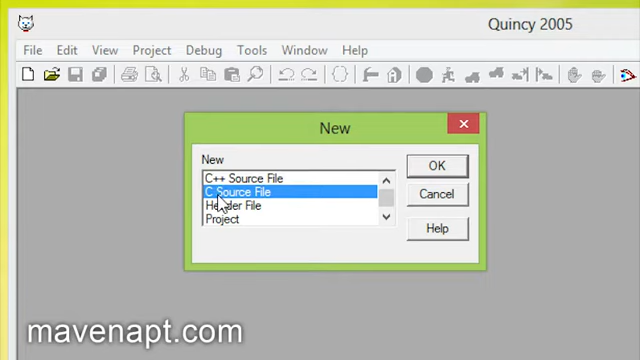 Quincy 2005
File Edit View Project Debug Tools Window Help
New
New
C++ Source File
C Source File
Header File
Project
OK
Cancel
Help
mavenapt.com